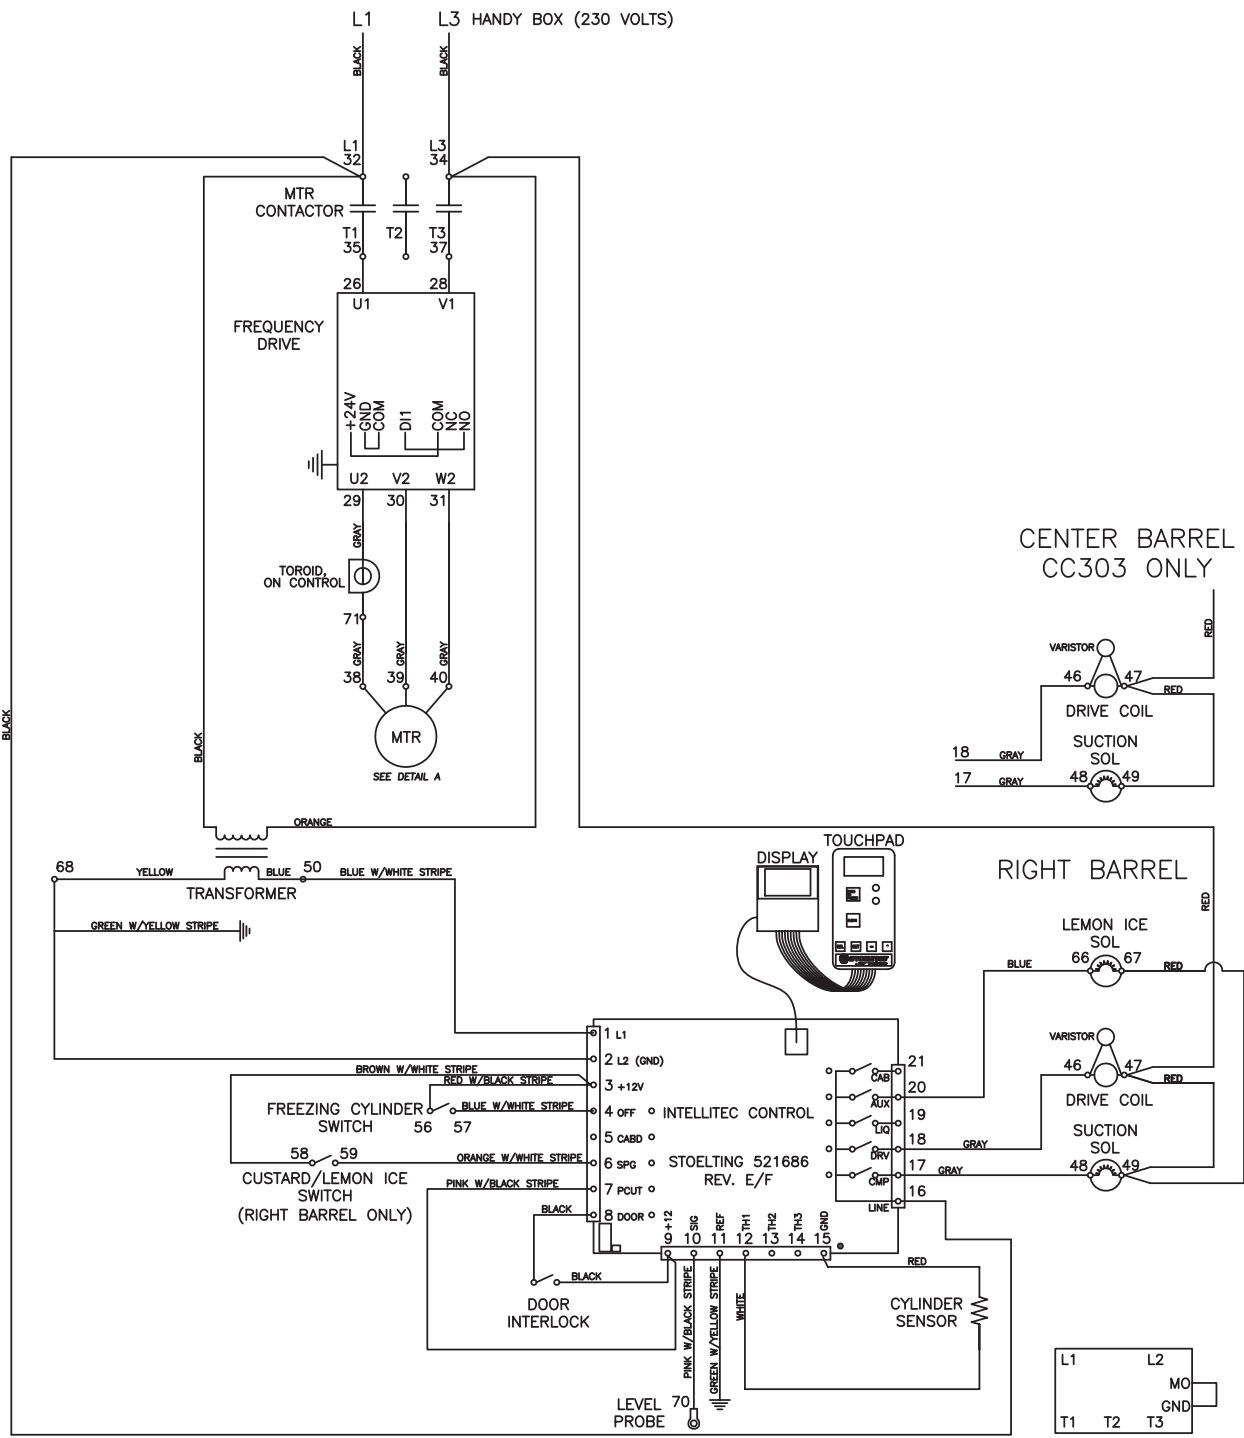 L1
L3 HANDY BOX (230 VOLTS)
BLACK
BLACK
L1
32
L3
34
MTR
CONTACTOR
T1
35
T2
T3
37
26
28
U1
V1
FREQUENCY
DRIVE
+24V
GND
COM
DI1
COM
NC
NO
U2
V2
W2
29
30
31
GRAY
TOROID,
ON CONTROL
71
GRAY
GRAY
GRAY
38
39
40
MTR
SEE DETAIL A
BLACK
BLACK
CENTER BARREL
CC303 ONLY
RED
VARISTOR
46
47
RED
DRIVE COIL
SUCTION
SOL
18
GRAY
17
GRAY
48
49
ORANGE
68
YELLOW
BLUE
50
BLUE W/WHITE STRIPE
TRANSFORMER
GREEN W/YELLOW STRIPE
DISPLAY
TOUCHPAD
RIGHT BARREL
RED
LEMON ICE
SOL
66
67
BLUE
RED
VARISTOR
46
47
RED
DRIVE COIL
SUCTION
SOL
48
49
1 L1
2 L2 (GND)
BROWN W/WHITE STRIPE
RED W/BLACK STRIPE
3 +12V
FREEZING CYLINDER
SWITCH
56
57
BLUE W/WHITE STRIPE
4 OFF
INTELLITEC CONTROL
5 CABD
58
59
ORANGE W/WHITE STRIPE
6 SPG
STOELTING 521686
REV. E/F
CUSTARD/LEMON ICE
SWITCH
(RIGHT BARREL ONLY)
PINK W/BLACK STRIPE
7 PCUT
BLACK
8 DOOR
CAB
21
AUX
20
LIQ
19
DRV
18
GRAY
CMP
17
GRAY
LINE
16
+12
SIG
REF
TH1
TH2
TH3
GND
9
10
11
12
13
14
15
BLACK
DOOR
INTERLOCK
PINK W/BLACK STRIPE
GREEN W/YELLOW STRIPE
WHITE
RED
CYLINDER
SENSOR
LEVEL
PROBE
70
L1
L2
MO
GND
T1
T2
T3